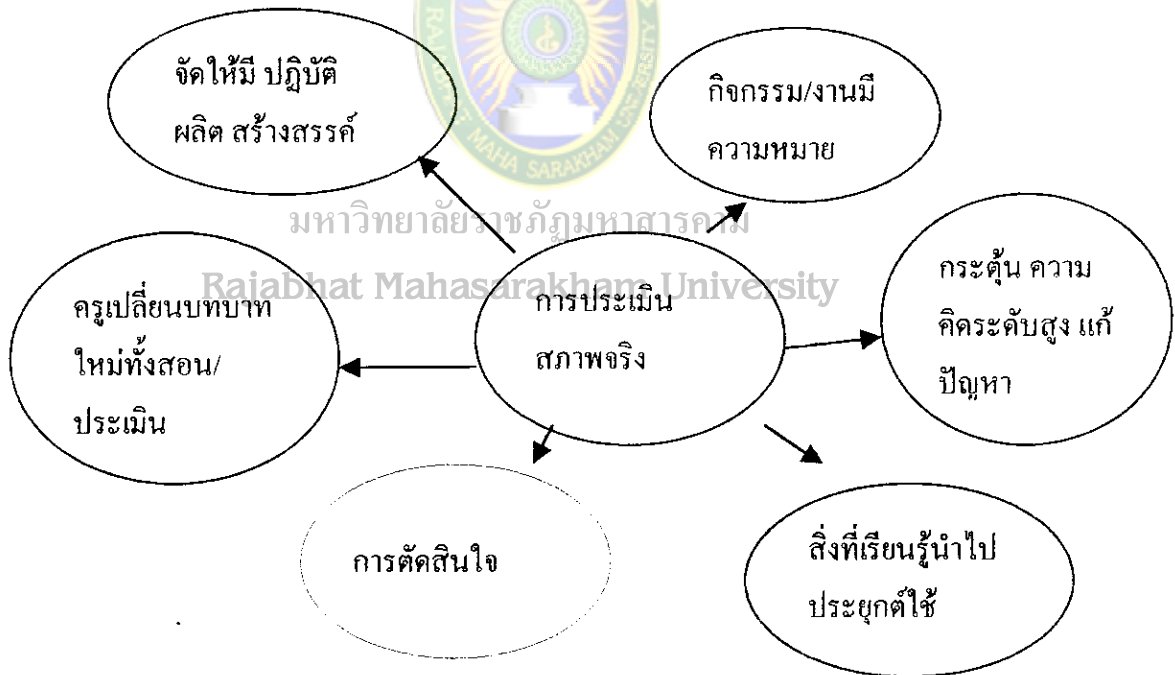 จัดให้มี ปฏิบัติ
ผลิต สร้างสรรค์
กิจกรรม/งานมี
ความหมาย
มหาวิทยาลัยราชภัฏมหาสารคาม
Rajabhat Mahasarakham University
ครูเปลี่ยนบทบาท
ใหม่ทั้งสอน/
ประเมิน
การประเมิน
สภาพจริง
กระตุ้น ความ
คิดระดับสูง แก้
ปัญหา
การตัดสินใจ
สิ่งที่เรียนรู้นำไป
ประยุกต์ใช้
MAHA SARAKHAM UNIVERSITY